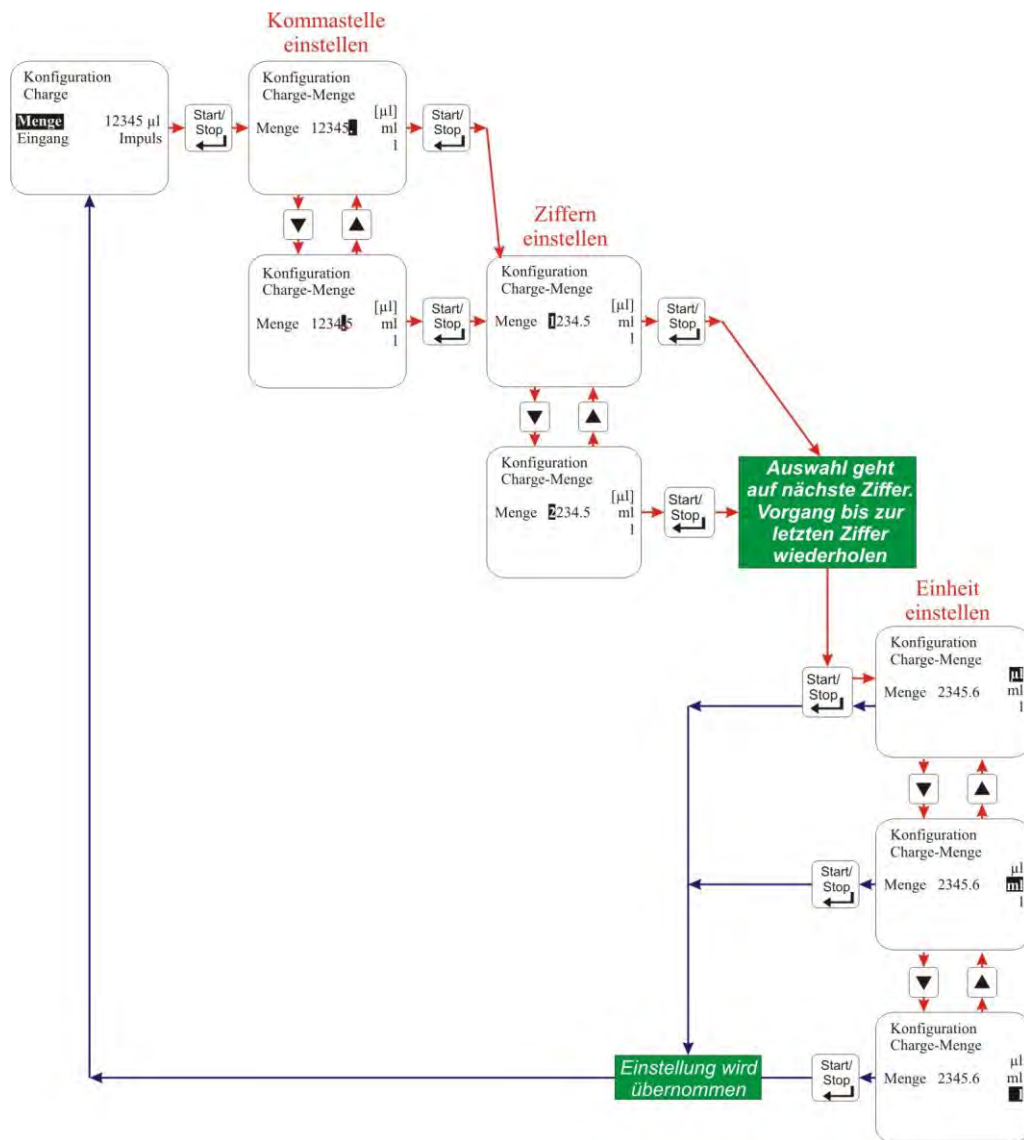 Kommastelle
einstellen
Konfiguration
Charge
Menge 12345 µl
Eingang Impuls
Start/
Stop
Konfiguration
Charge-Menge
[µl]
Menge 12345. ml
l
Start/
Stop
Konfiguration
Charge-Menge
[µl]
Menge 1234.5 ml
l
Start/
Stop
Ziffern
einstellen
Konfiguration
Charge-Menge
[µl]
Menge 1234.5 ml
l
Start/
Stop
Konfiguration
Charge-Menge
[µl]
Menge 2234.5 ml
l
Start/
Stop
Auswahl geht
auf nächste Ziffer.
Vorgang bis zur
letzten Ziffer
wiederholen
Einheit
einstellen
Start/
Stop
Konfiguration
Charge-Menge
µl
Menge 2345.6 ml
l
Start/
Stop
Konfiguration
Charge-Menge
µl
Menge 2345.6 ml
l
Einstellung wird
übernommen
Start/
Stop
Konfiguration
Charge-Menge
µl
Menge 2345.6 ml
l